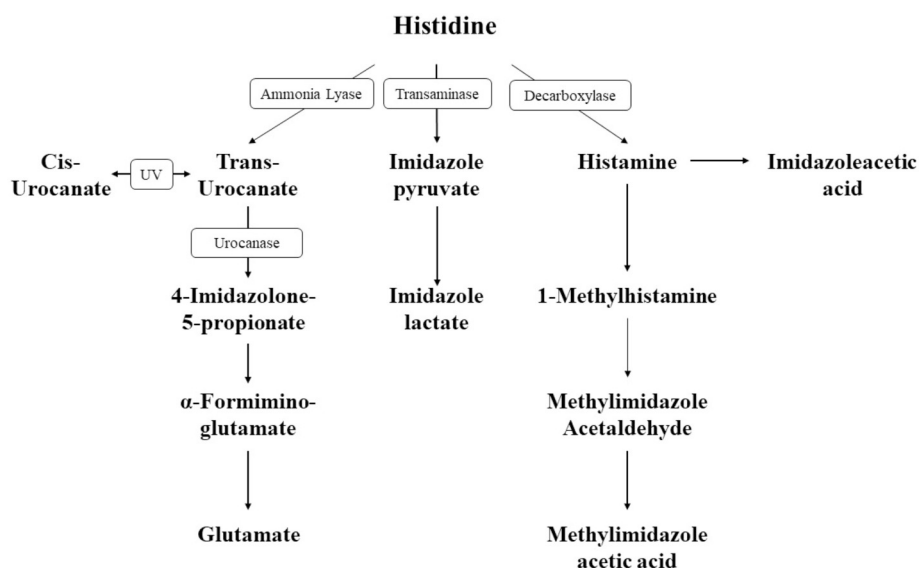 Histidine
Ammonia Lyase
Transaminase
Decarboxylase
Cis-
Urocanate
UV
Trans-
Urocanate
Imidazole
pyruvate
Histamine
Imidazoleacetic
acid
Urocanase
4-Imidazolone-
5-propionate
Imidazole
lactate
1-Methylhistamine
α-Formimino-
glutamate
Methylimidazole
Acetaldehyde
Glutamate
Methylimidazole
acetic acid